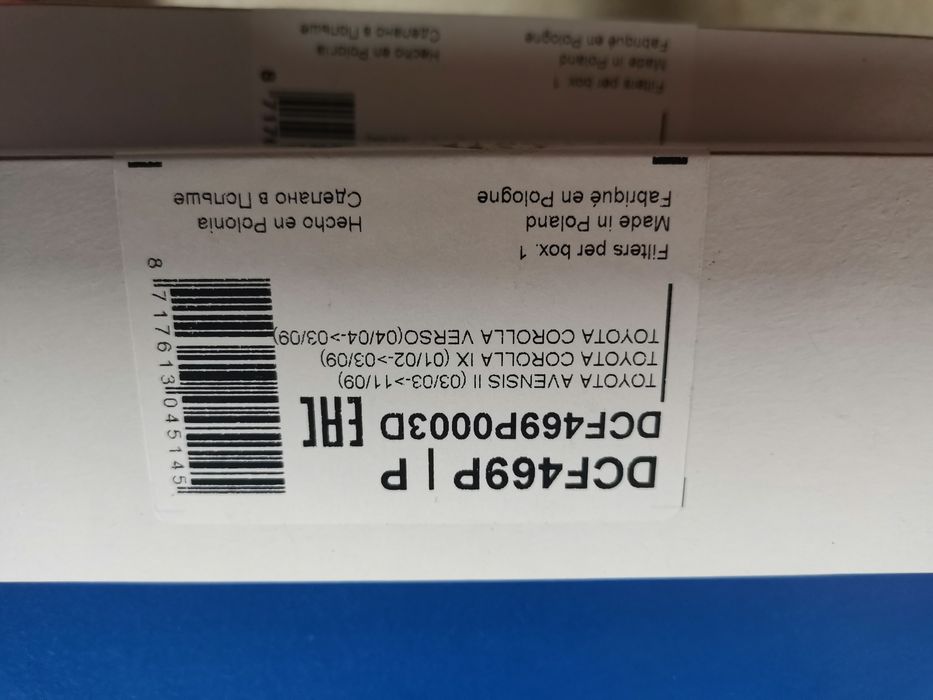 DCF469P | P
DCF469P0003D EAC
TOYOTA AVENSIS II (03/03->11/09)
TOYOTA COROLLA IX (01/02->03/09)
TOYOTA COROLLA VERSO(04/04->03/09)
8 717613 045145
Filters per box. 1
Made in Poland
Hecho en Polonia
Fabriqué en Pologne
Сделано в Польше
Filters per box. 1
Made in Poland
Hecho en Polonia
Fabriqué en Pologne
Сделано в Польше